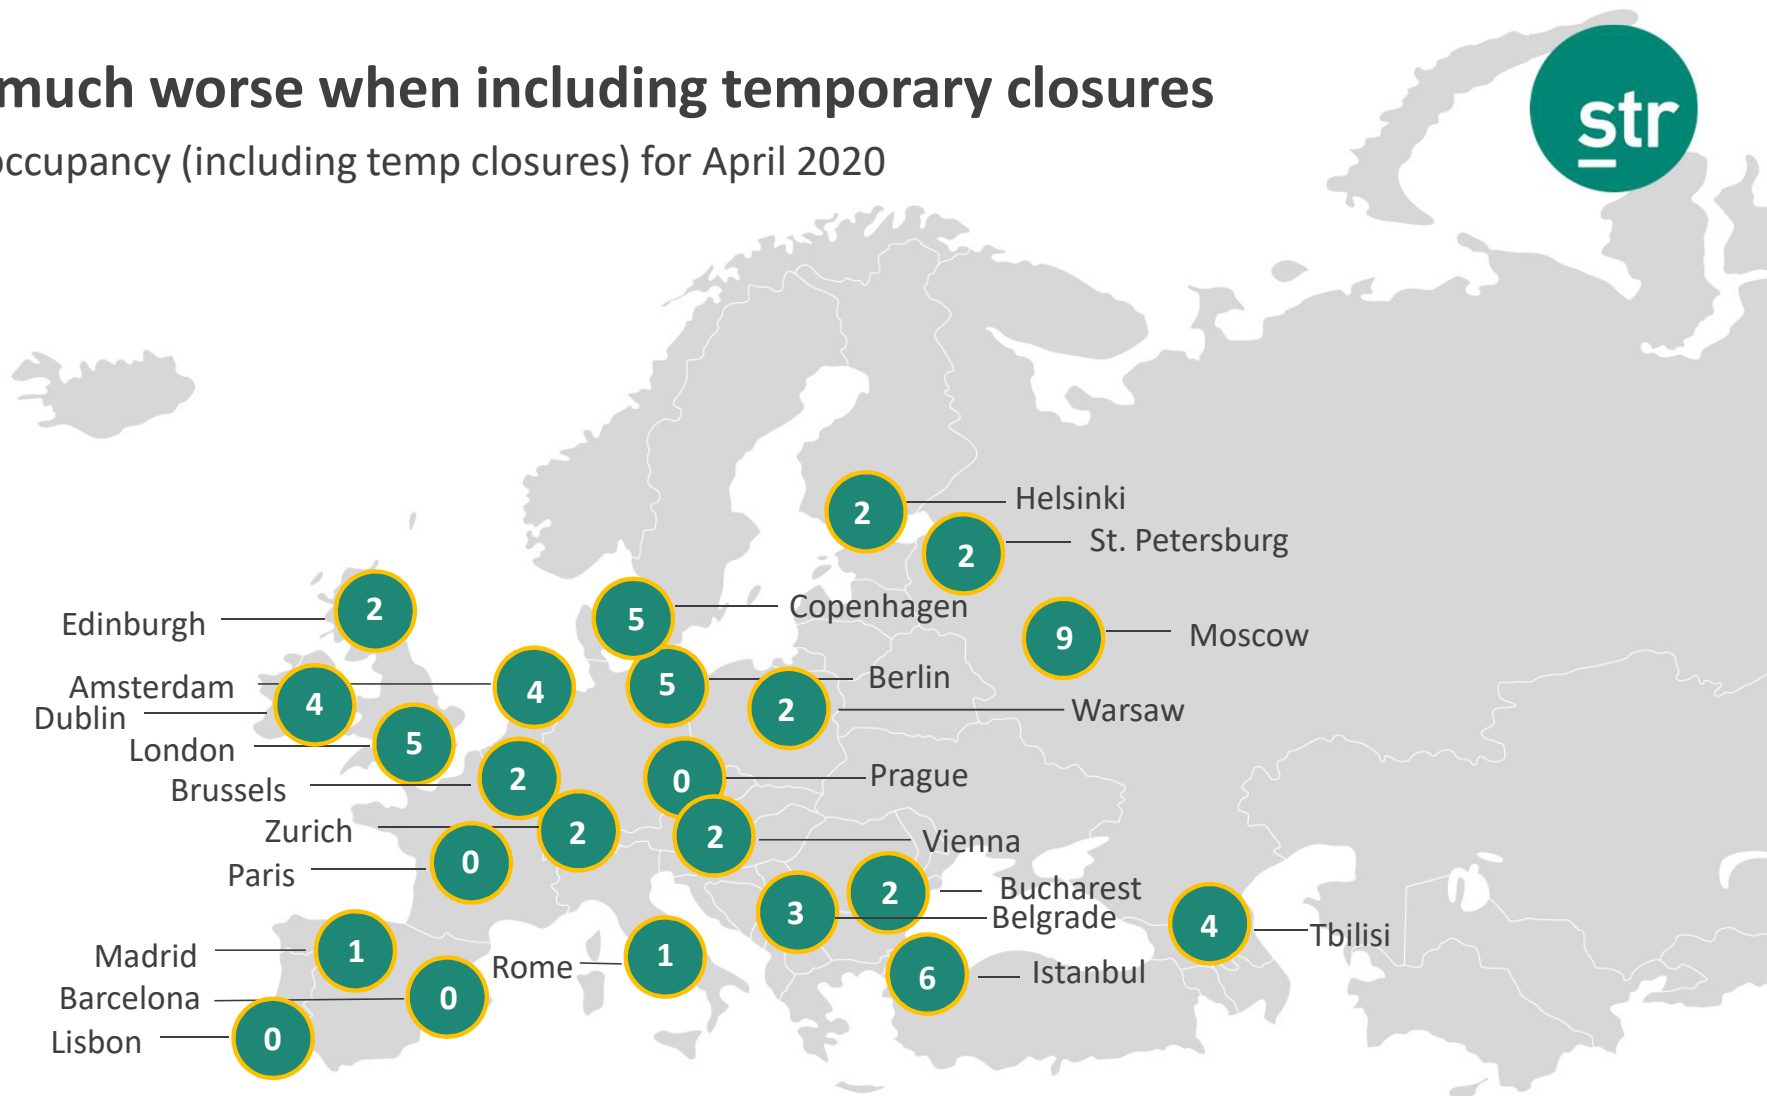 much worse when including temporary closures
occupancy (including temp closures) for April 2020
str
2 Helsinki
2 St. Petersburg
Edinburgh 2
5 Copenhagen
9 Moscow
Amsterdam 4
5 Berlin
Dublin 4
2 Warsaw
London 5
Brussels 2
0 Prague
Zurich 2
2 Vienna
Paris 0
2 Bucharest
3 Belgrade
4 Tbilisi
Madrid 1
Rome 1
6 Istanbul
Barcelona 0
Lisbon 0